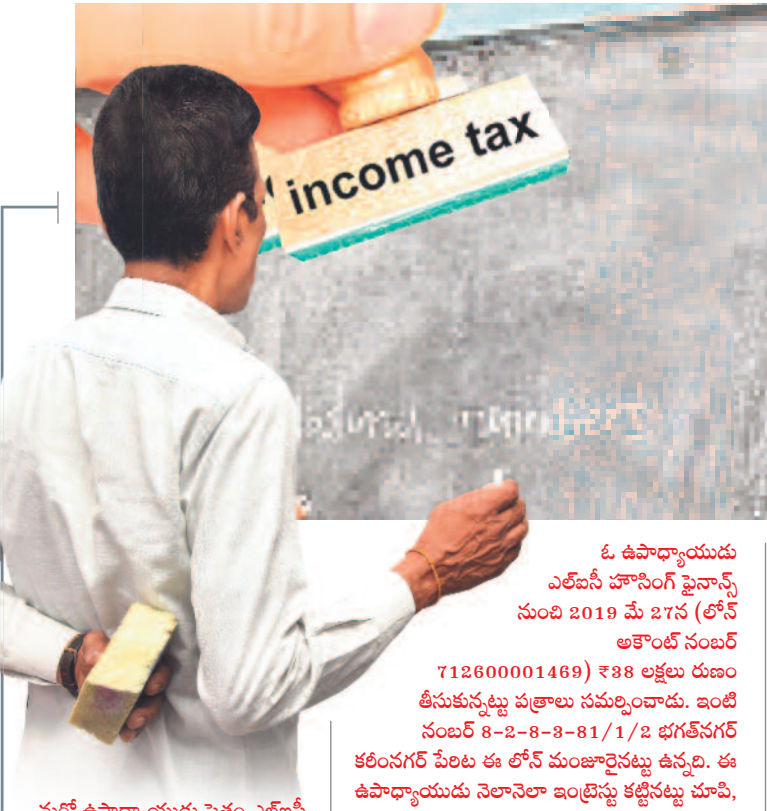 income tax
ఓ ఉపాధ్యాయుడు
ఎల్ఐసీ హౌసింగ్ ఫైనాన్స్
నుంచి 2019 మే 27న (లోన్
అకౌంట్ నంబర్
712600001469) ₹38 లక్షలు రుణం
తీసుకున్నట్టు పత్రాలు సమర్పించాడు. ఇంటి
నంబర్ 8-2-8-3-81/1/2 భగత్‌నగర్
కరీంనగర్ పేరిట ఈ లోన్ మంజూరైనట్టు ఉన్నది. ఈ
ఉపాధ్యాయుడు నెలానెలా ఇంట్రెస్టు కట్టినట్టు చూపి,